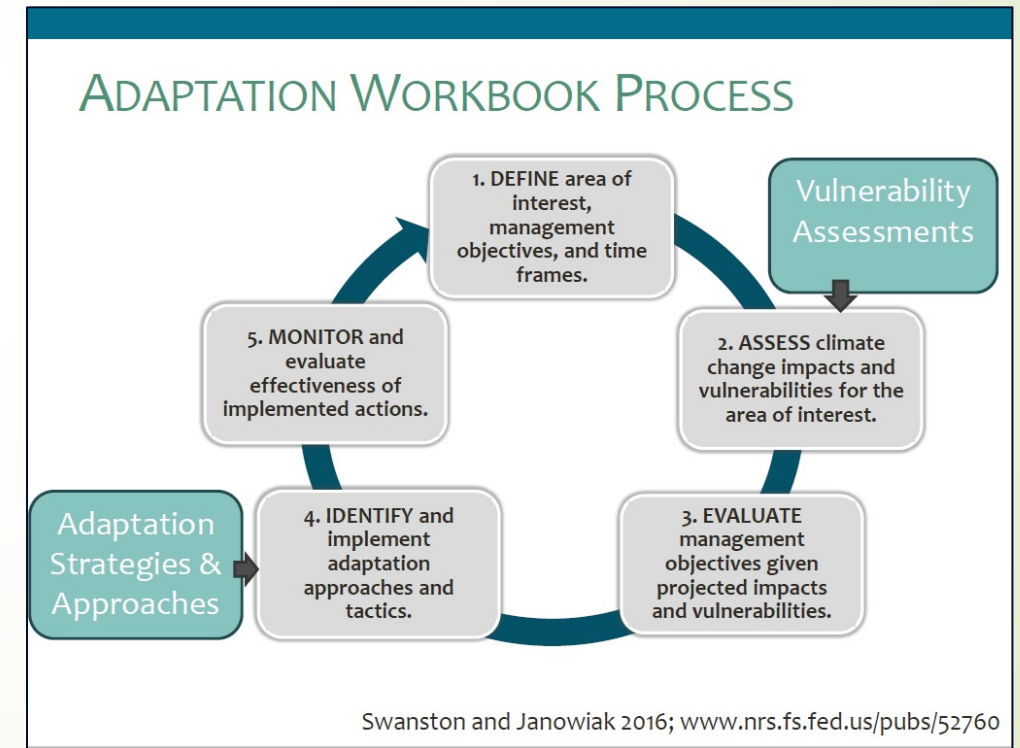 ADAPTATION WORKBOOK PROCESS
1. DEFINE area of
interest,
management
objectives, and time
frames.
Vulnerability
Assessments
2. ASSESS climate
change impacts and
vulnerabilities for the
area of interest.
3. EVALUATE
management
objectives given
projected impacts
and vulnerabilities.
4. IDENTIFY and
implement
adaptation
approaches and
tactics.
Adaptation
Strategies &
Approaches
5. MONITOR and
evaluate
effectiveness of
implemented actions.
Swanston and Janowiak 2016; www.nrs.fs.fed.us/pubs/52760